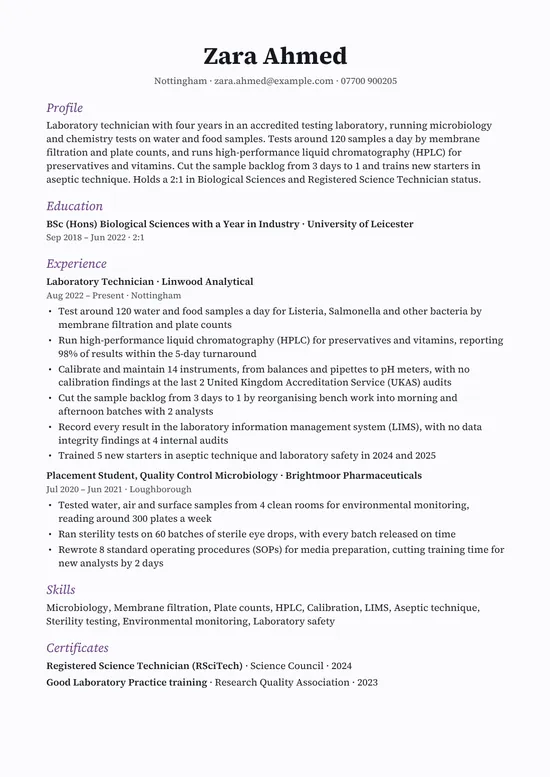 Zara Ahmed
Nottingham · zara.ahmed@example.com · 07700 900205
Profile
Laboratory technician with four years in an accredited testing laboratory, running microbiology
and chemistry tests on water and food samples. Tests around 120 samples a day by membrane
filtration and plate counts, and runs high-performance liquid chromatography (HPLC) for
preservatives and vitamins. Cut the sample backlog from 3 days to 1 and trains new starters in
aseptic technique. Holds a 2:1 in Biological Sciences and Registered Science Technician status.
Education
BSc (Hons) Biological Sciences with a Year in Industry · University of Leicester
Sep 2018 – Jun 2022 · 2:1
Experience
Laboratory Technician · Linwood Analytical
Aug 2022 – Present · Nottingham
• Test around 120 water and food samples a day for Listeria, Salmonella and other bacteria by
membrane filtration and plate counts
• Run high-performance liquid chromatography (HPLC) for preservatives and vitamins, reporting
98% of results within the 5-day turnaround
• Calibrate and maintain 14 instruments, from balances and pipettes to pH meters, with no
calibration findings at the last 2 United Kingdom Accreditation Service (UKAS) audits
• Cut the sample backlog from 3 days to 1 by reorganising bench work into morning and
afternoon batches with 2 analysts
• Record every result in the laboratory information management system (LIMS), with no data
integrity findings at 4 internal audits
• Trained 5 new starters in aseptic technique and laboratory safety in 2024 and 2025
Placement Student, Quality Control Microbiology · Brightmoor Pharmaceuticals
Jul 2020 – Jun 2021 · Loughborough
• Tested water, air and surface samples from 4 clean rooms for environmental monitoring,
reading around 300 plates a week
• Ran sterility tests on 60 batches of sterile eye drops, with every batch released on time
• Rewrote 8 standard operating procedures (SOPs) for media preparation, cutting training time for
new analysts by 2 days
Skills
Microbiology, Membrane filtration, Plate counts, HPLC, Calibration, LIMS, Aseptic technique,
Sterility testing, Environmental monitoring, Laboratory safety
Certificates
Registered Science Technician (RSciTech) · Science Council · 2024
Good Laboratory Practice training · Research Quality Association · 2023